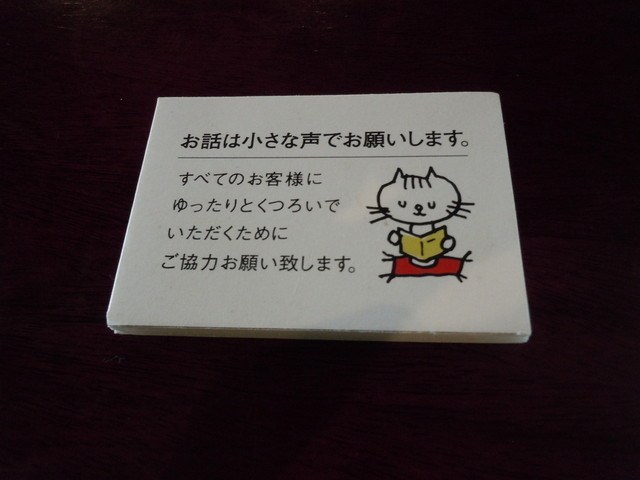 お話は小さな声でお願いします。
すべてのお客様に
ゆったりとくつろいで
いただくために
ご協力お願い致します。